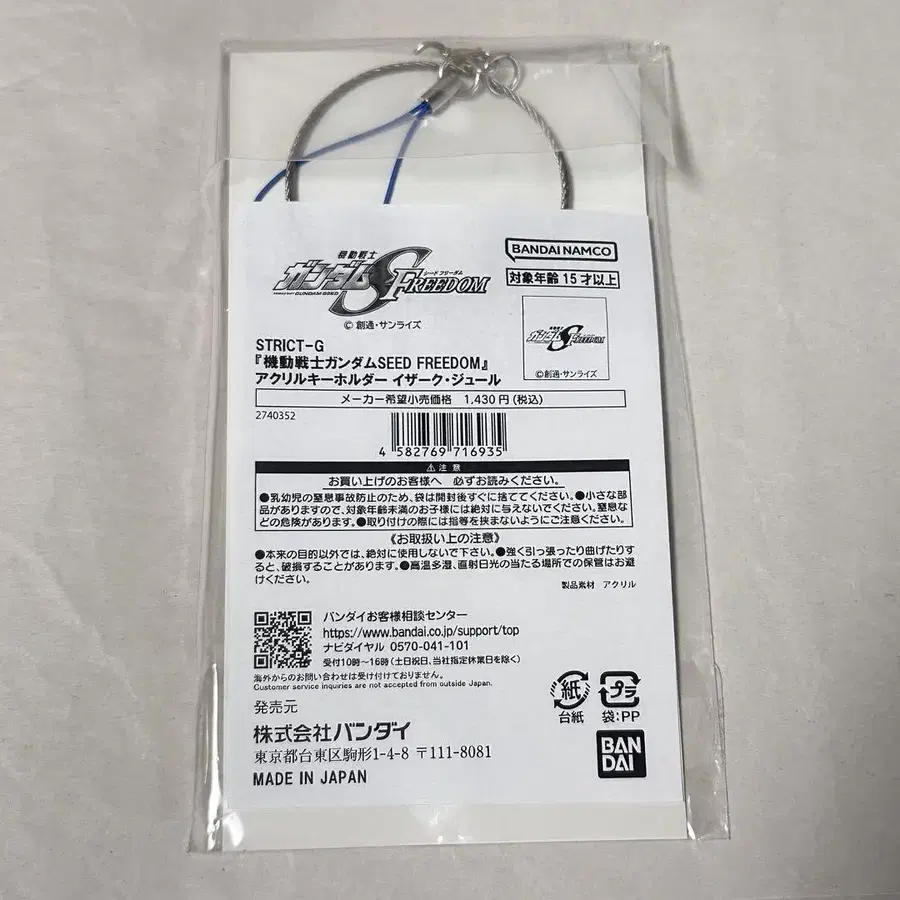 機動戦士
ガンダムSEED FREEDOM
シード フリーダム
GUNDAM SEED
©創通・サンライズ
BANDAI NAMCO
対象年齢 15才以上
©創通・サンライズ
STRICT-G
『機動戦士ガンダムSEED FREEDOM』
アクリルキーホルダー イザーク・ジュール
メーカー希望小売価格 1,430円(税込)
2740352
4 582769 716935
⚠注意
お買い上げのお客様へ 必ずお読みください。
●乳幼児の窒息事故防止のため、袋は開封後すぐに捨ててください。●小さな部
品がありますので、対象年齢未満のお子様には絶対に与えないでください。窒息な
どの危険があります。●取り付けの際には指等を挟まないようにご注意ください。
《お取扱い上の注意》
●本来の目的以外では、絶対に使用しないで下さい。●強く引っ張ったり曲げたりす
ると、破損することがあります。●高温多湿、直射日光の当たる場所での保管はお避
けください。
製品素材 アクリル
バンダイお客様相談センター
https://www.bandai.co.jp/support/top
ナビダイヤル 0570-041-101
受付10時～16時(土日祝日、当社指定休業日を除く)
海外からのお問い合わせは受け付けておりません。
Customer service inquiries are not accepted from outside Japan.
発売元
株式会社バンダイ
東京都台東区駒形1-4-8 〒111-8081
MADE IN JAPAN
紙
台紙
プラ
袋:PP
BAN
DAI